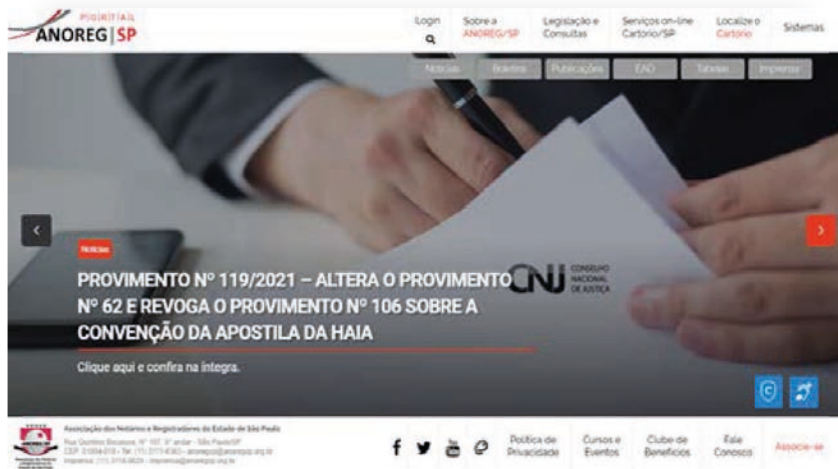 PORTAL
ANOREG|SP
Login
Sobre a
ANOREG/SP
Legislação e
Consultas
Serviços on-line
Cartório/SP
Localize o
Cartório
Sistemas
Notícias
Boletins
Publicações
EAD
Tabelas
Imprensa
Notícias
PROVIMENTO Nº 119/2021 – ALTERA O PROVIMENTO
Nº 62 E REVOGA O PROVIMENTO Nº 106 SOBRE A
CONVENÇÃO DA APOSTILA DA HAIA
Clique aqui e confira na íntegra.
CNJ
CONSELHO
NACIONAL
DE JUSTIÇA
Associação dos Notários e Registradores do Estado de São Paulo
Política de
Privacidade
Cursos e
Eventos
Clube de
Benefícios
Fale
Conosco
Associe-se